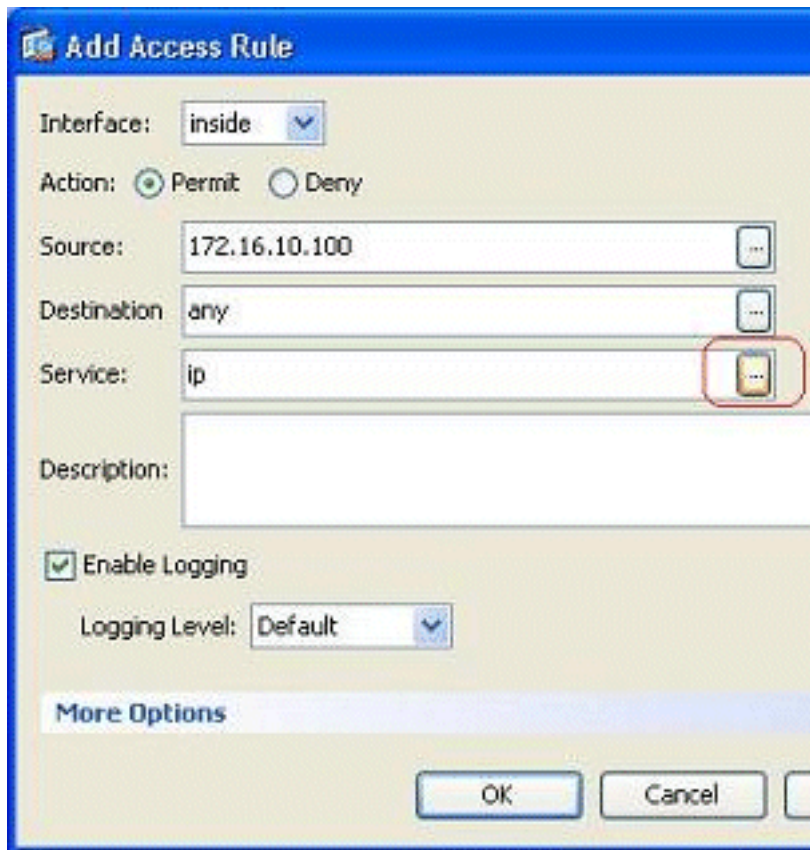 Add Access Rule
Interface: inside
Action: Permit Deny
Source: 172.16.10.100 ...
Destination any ...
Service: ip ...
Description:
Enable Logging
Logging Level: Default
More Options
OK Cancel